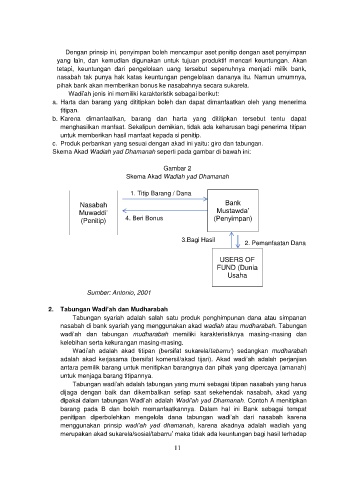 Dengan prinsip ini, penyimpan boleh mencampur aset penitip dengan aset penyimpan
yang lain, dan kemudian digunakan untuk tujuan produktif mencari keuntungan. Akan
tetapi, keuntungan dari pengelolaan uang tersebut sepenuhnya menjadi milik bank,
nasabah tak punya hak katas keuntungan pengelolaan dananya itu. Namun umumnya,
pihak bank akan memberikan bonus ke nasabahnya secara sukarela.
Wadi'ah jenis ini memiliki karakteristik sebagai berikut:
a. Harta dan barang yang dititipkan boleh dan dapat dimanfaatkan oleh yang menerima
titipan.
b. Karena dimanfaatkan, barang dan harta yang dititipkan tersebut tentu dapat
menghasilkan manfaat. Sekalipun demikian, tidak ada keharusan bagi penerima titipan
untuk memberikan hasil manfaat kepada si penitip.
c. Produk perbankan yang sesuai dengan akad ini yaitu: giro dan tabungan.
Skema Akad Wadiah yad Dhamanah seperti pada gambar di bawah ini:
Gambar 2
Skema Akad Wadiah yad Dhamanah
1. Titip Barang / Dana
Nasabah
Muwaddi'
(Penitip)
Bank
Mustawda'
(Penyimpan)
4. Beri Bonus
3.Bagi Hasil
2. Pemanfaatan Dana
USERS OF
FUND (Dunia
Usaha
Sumber: Antonio, 2001
2. Tabungan Wadi'ah dan Mudharabah
Tabungan syariah adalah salah satu produk penghimpunan dana atau simpanan
nasabah di bank syariah yang menggunakan akad wadiah atau mudharabah. Tabungan
wadi'ah dan tabungan mudharabah memiliki karakteristiknya masing-masing dan
kelebihan serta kekurangan masing-masing.
Wadi'ah adalah akad titipan (bersifat sukarela/tabarru') sedangkan mudharabah
adalah akad kerjasama (bersifat komersil/akad tijari). Akad wadi'ah adalah perjanjian
antara pemilik barang untuk menitipkan barangnya dan pihak yang dipercaya (amanah)
untuk menjaga barang titipannya.
Tabungan wadi'ah adalah tabungan yang murni sebagai titipan nasabah yang harus
dijaga dengan baik dan dikembalikan setiap saat sekehendak nasabah, akad yang
dipakai dalam tabungan Wadi'ah adalah Wadi'ah yad Dhamanah. Contoh A menitipkan
barang pada B dan boleh memanfaatkannya. Dalam hal ini Bank sebagai tempat
penitipan diperbolehkan mengelola dana tabungan wadi'ah dari nasabah karena
menggunakan prinsip wadi'ah yad dhamanah, karena akadnya adalah wadiah yang
merupakan akad sukarela/sosial/tabarru' maka tidak ada keuntungan bagi hasil terhadap
11